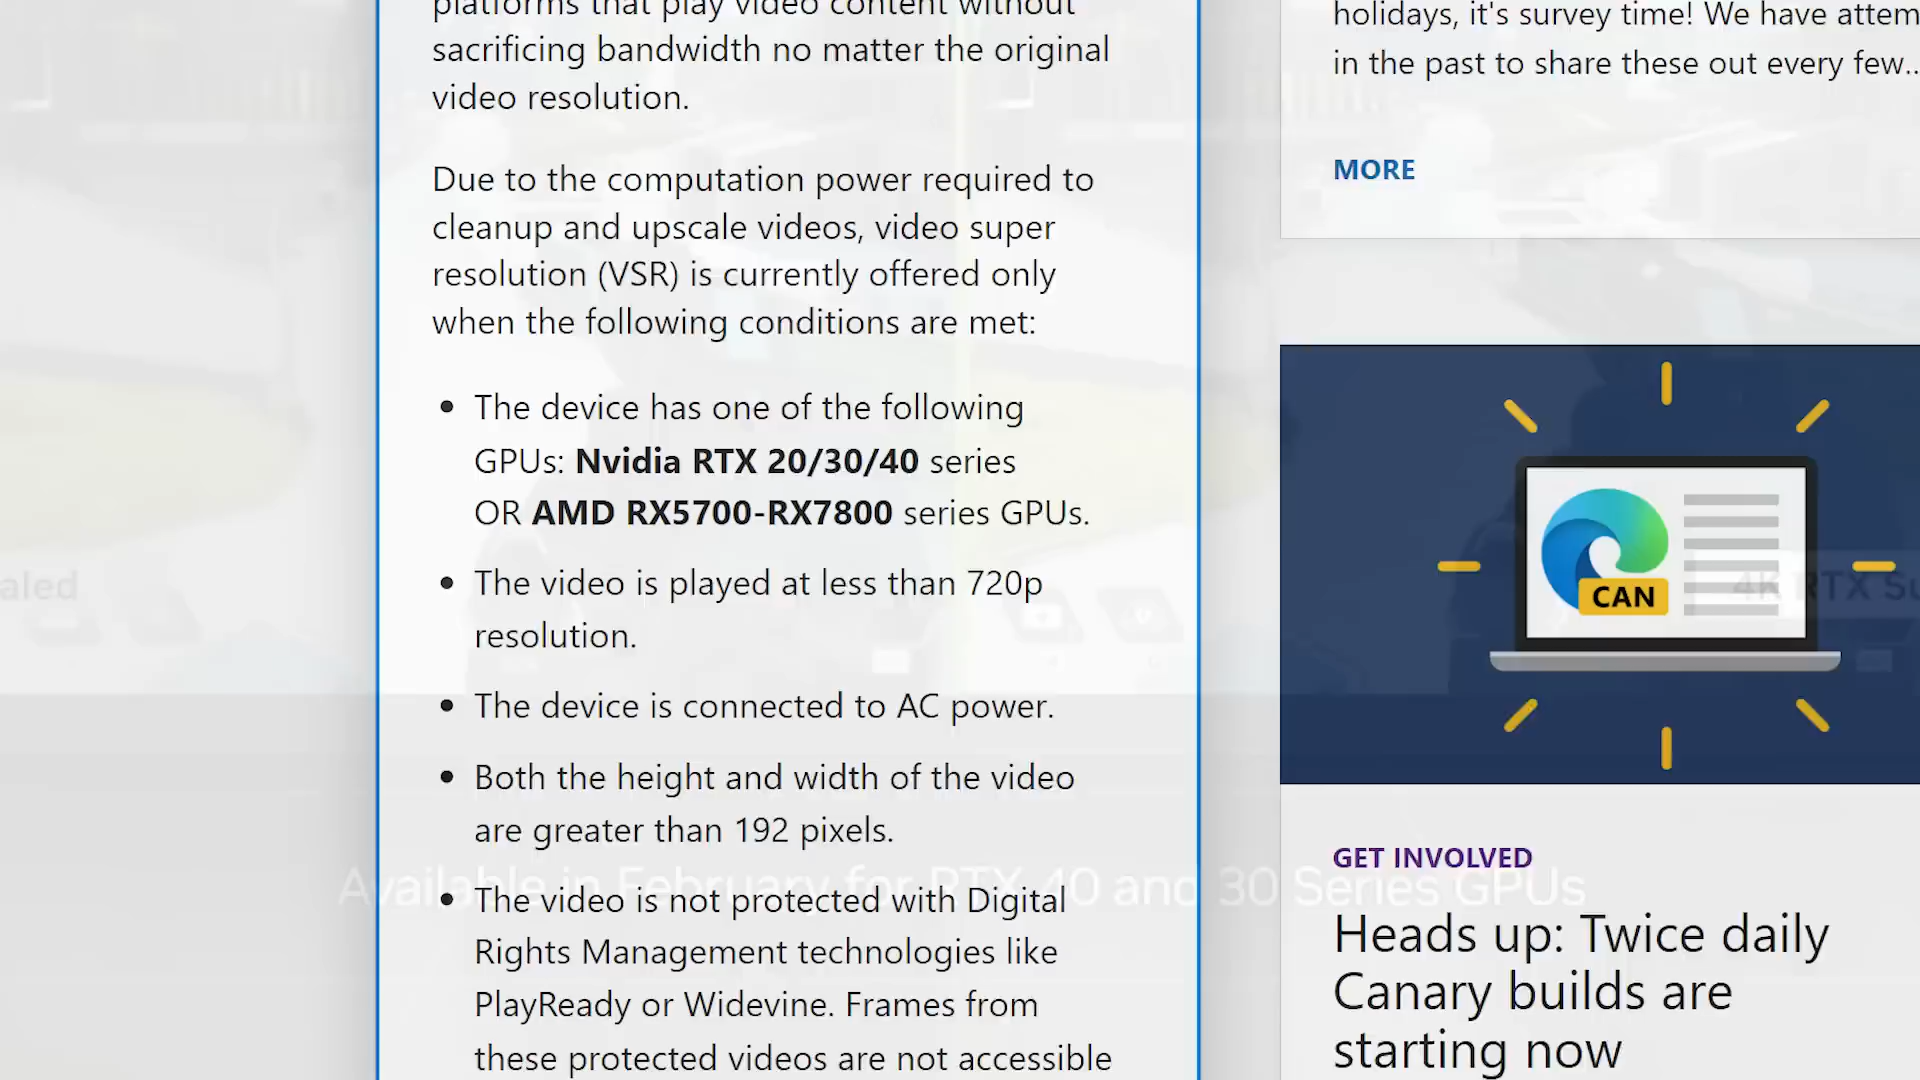 platforms that play video content without
sacrificing bandwidth no matter the original
video resolution.
Due to the computation power required to
cleanup and upscale videos, video super
resolution (VSR) is currently offered only
when the following conditions are met:
• The device has one of the following
GPUs: Nvidia RTX 20/30/40 series
OR AMD RX5700-RX7800 series GPUs.
• The video is played at less than 720p
resolution.
• The device is connected to AC power.
• Both the height and width of the video
are greater than 192 pixels.
• The video is not protected with Digital
Rights Management technologies like
PlayReady or Widevine. Frames from
these protected videos are not accessible
holidays, it's survey time! We have attem
in the past to share these out every few..
MORE
CAN
GET INVOLVED
Heads up: Twice daily
Canary builds are
starting now
aled
4K RTX Su
Available in February for RTX 40 and 30 Series GPUs